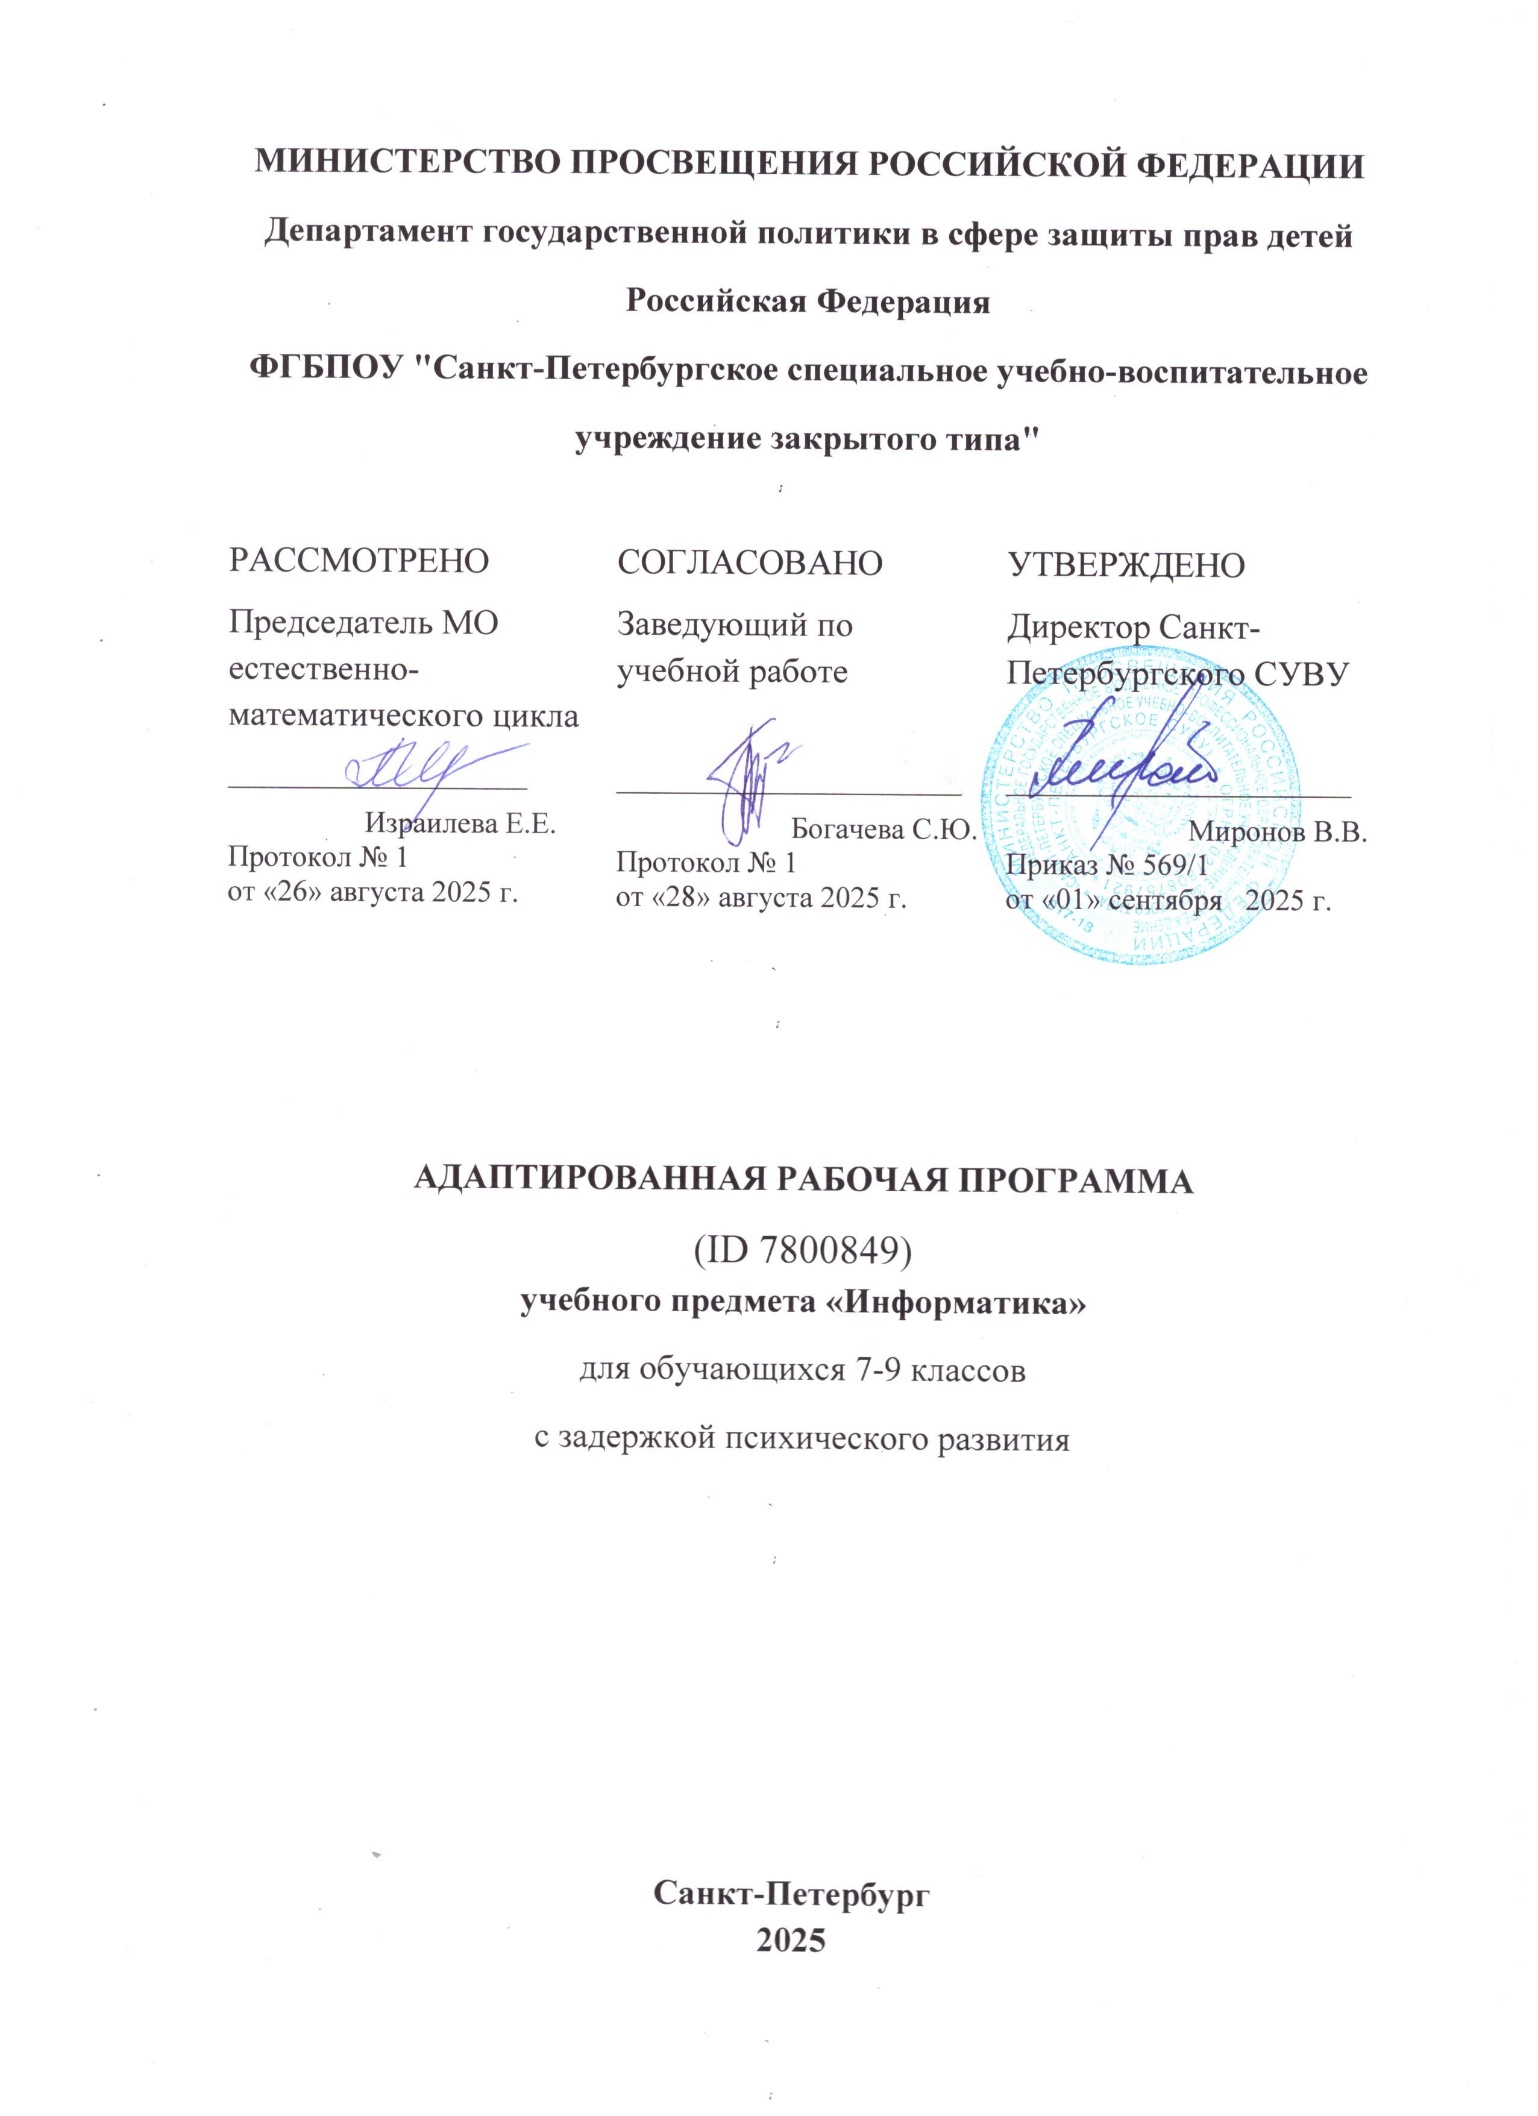 МИНИСТЕРСТВО ПРОСВЕЩЕНИЯ РОССИЙСКОЙ ФЕДЕРАЦИИ
Департамент государственной политики в сфере защиты прав детей
Российская Федерация
ФГБПОУ "Санкт-Петербургское специальное учебно-воспитательное
учреждение закрытого типа"
РАССМОТРЕНО
Председатель МО
естественно-
математического цикла
Израилева Е.Е.
Протокол № 1
от «26» августа 2025 г.
СОГЛАСОВАНО
Заведующий по
учебной работе
Богачева С.Ю.
Протокол № 1
от «28» августа 2025 г.
УТВЕРЖДЕНО
Директор Санкт-
Петербургского СУВУ
Миронов В.В.
Приказ № 569/1
от «01» сентября 2025 г.
АДАПТИРОВАННАЯ РАБОЧАЯ ПРОГРАММА
(ID 7800849)
учебного предмета «Информатика»
для обучающихся 7-9 классов
с задержкой психического развития
Санкт-Петербург
2025